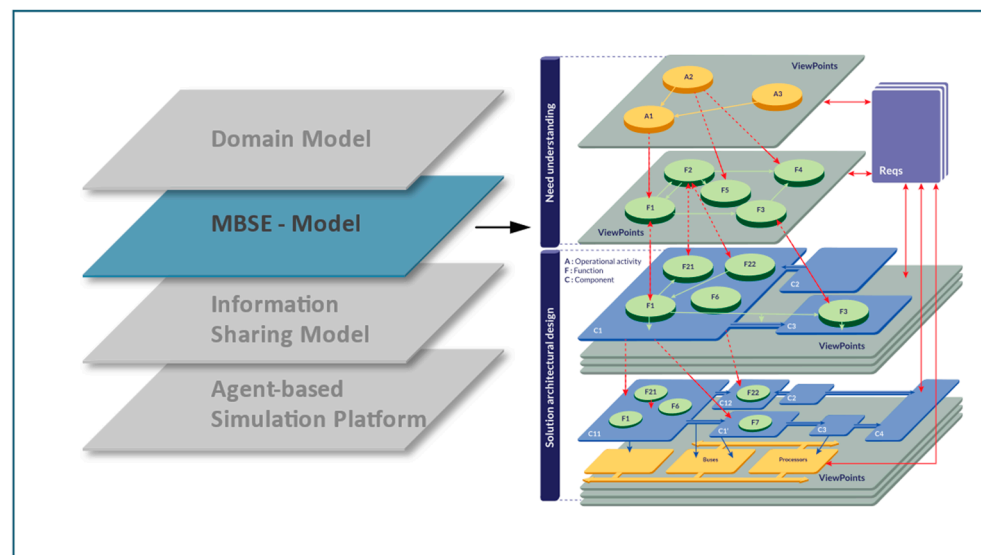 Domain Model
MBSE - Model
Information
Sharing Model
Agent-based
Simulation Platform
Need understanding
ViewPoints
A2
A3
A1
Reqs
F2
F4
F5
F1
F3
ViewPoints
Solution architectural design
A : Operational activity
F : Function
C : Component
F21
F22
C2
F1
F6
F3
C1
C3
ViewPoints
F21
F22
C12
C2
F1
F6
F7
C11
C1'
C3
C4
Buses
Processors
ViewPoints